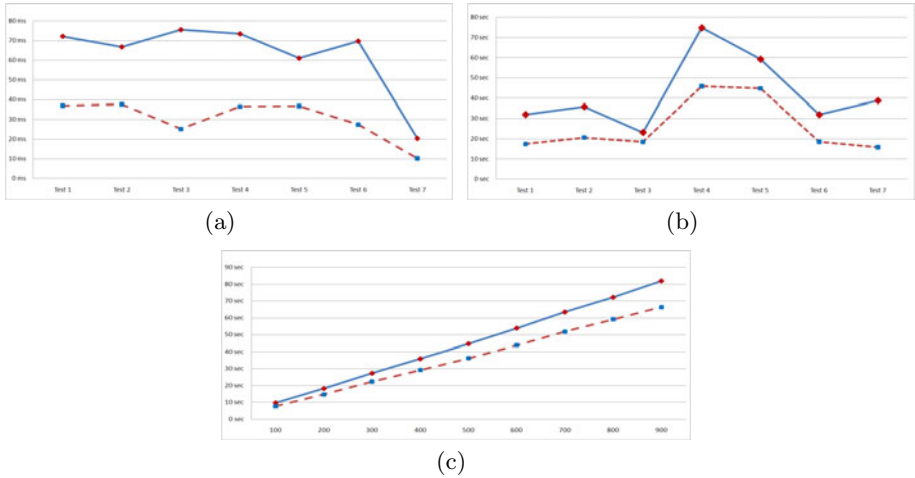 80 ms
70 ms
60 ms
50 ms
40 ms
30 ms
20 ms
10 ms
0 ms
Test 1 Test 2 Test 3 Test 4 Test 5 Test 6 Test 7
(a)
80 sec
70 sec
60 sec
50 sec
40 sec
30 sec
20 sec
10 sec
0 sec
Test 1 Test 2 Test 3 Test 4 Test 5 Test 6 Test 7
(b)
90 sec
80 sec
70 sec
60 sec
50 sec
40 sec
30 sec
20 sec
10 sec
0 sec
100 200 300 400 500 600 700 800 900
(c)